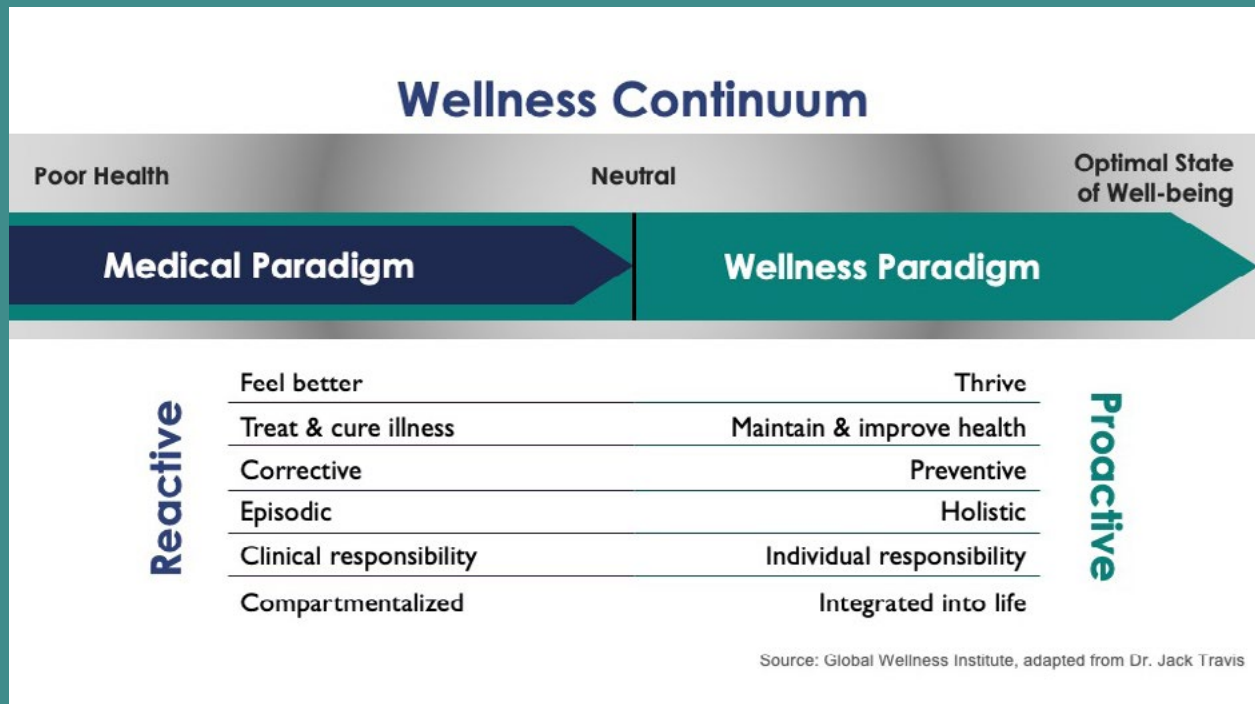 Wellness Continuum
Poor Health
Neutral
Optimal State
of Well-being
Medical Paradigm
Wellness Paradigm
Reactive
Feel better
Thrive
Treat & cure illness
Maintain & improve health
Corrective
Preventive
Episodic
Holistic
Clinical responsibility
Individual responsibility
Compartmentalized
Integrated into life
Proactive
Source: Global Wellness Institute, adapted from Dr. Jack Travis